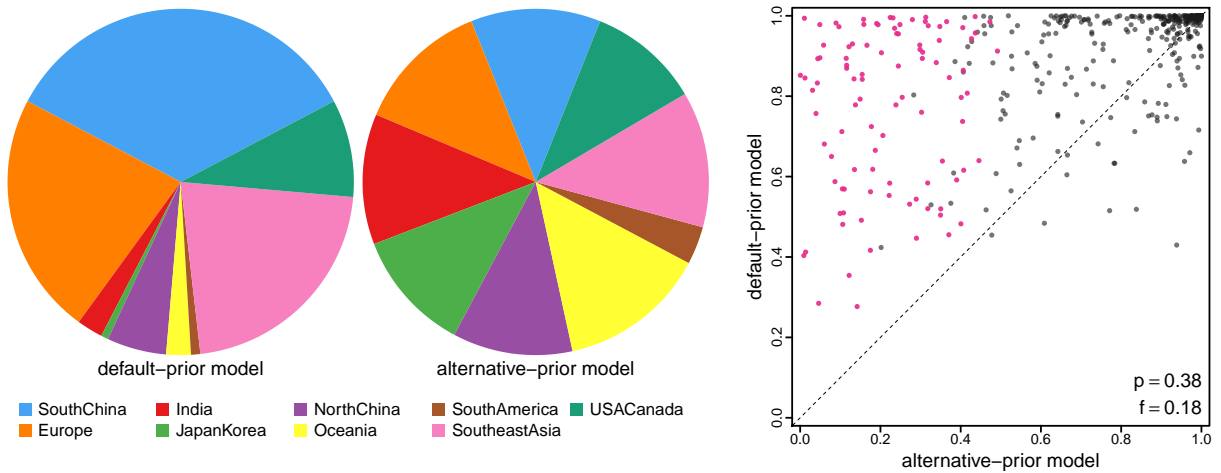 default−prior model
alternative−prior model
SouthChina
India
NorthChina
SouthAmerica
USACanada
Europe
JapanKorea
Oceania
SoutheastAsia
default−prior model
1.0
0.8
0.6
0.4
0.2
0.0
p = 0.38
f = 0.18
0.0 0.2 0.4 0.6 0.8 1.0
alternative−prior model